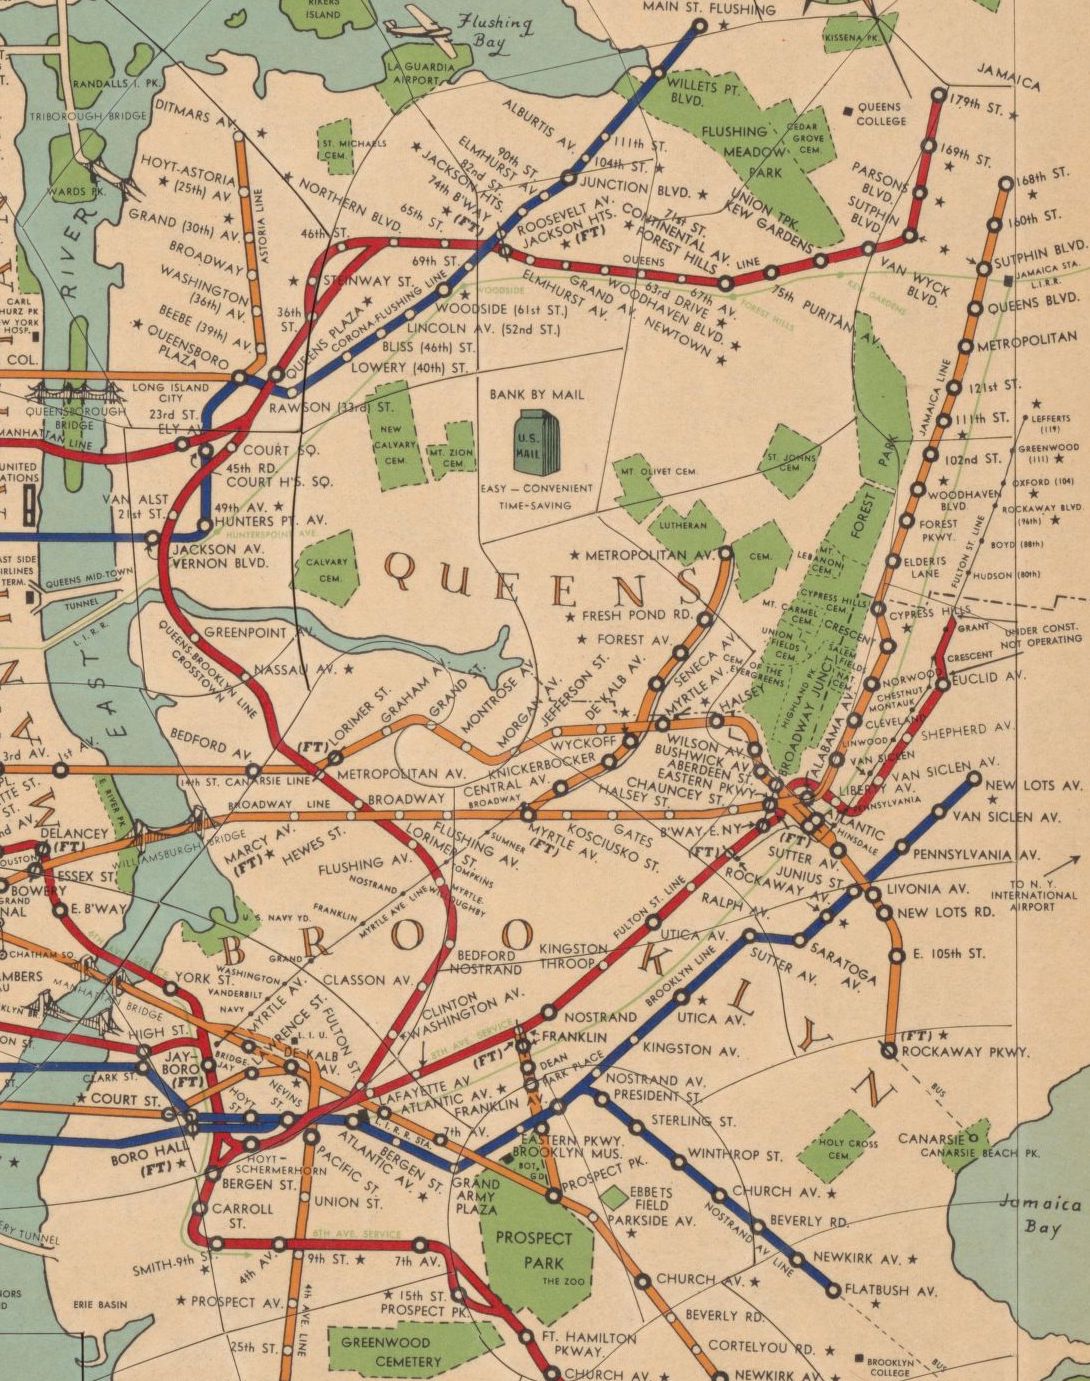 MAIN ST. FLUSHING
RIKERS
ISLAND
Flushing
Bay
KISSENA PK.
LA GUARDIA
AIRPORT
RANDALLS I. PK.
WILLETS PT.
BLVD.
JAMAICA
179th ST. ★
QUEENS
COLLEGE
TRIBOROUGH BRIDGE
DITMARS AV.
★
ALBURTIS AV.
111th ST.
FLUSHING
MEADOW
PARK
CEDAR
GROVE
CEM.
169th ST.
ST. MICHAELS
CEM.
90th ST.
ELMHURST AV.
82nd ST.
★ JACKSON HTS.
74th B'WAY
★ (FT)
104th ST.
★
JUNCTION BLVD. ★
HOYT-ASTORIA
★ (25th) AV.
★
WARDS PK.
ASTORIA LINE
★ NORTHERN BLVD.
65th ST.
46th ST.
69th ST.
ROOSEVELT AV.
JACKSON HTS.
★ (FT)
71st ST.
CONTINENTAL AV.
★ FOREST HILLS
UNION TPK.
KEW GARDENS
PARSONS
BLVD.
SUTPHIN
BLVD.
168th ST.
★
160th ST.
SUTPHIN BLVD.
★
JAMAICA STA.
L.I.R.R.
GRAND (30th) AV.
BROADWAY
WASHINGTON
(36th) AV.
BEEBE (39th) AV.
★ QUEENSBORO
PLAZA
RIVER
STEINWAY ST.
36th
ST.
QUEENS PLAZA ★
CORONA-FLUSHING LINE
WOODSIDE
WOODSIDE (61st ST.)
LINCOLN AV. (52nd ST.)
BLISS (46th) ST.
LOWERY (40th) ST.
RAWSON (33rd) ST.
ELMHURST AV.
GRAND AV.
WOODHAVEN BLVD.
NEWTOWN ★
63rd DRIVE ★
67th AV.
QUEENS
LINE
75th PURITAN AV.
FOREST HILLS
KEW GARDENS
VAN WYCK
BLVD.
QUEENS BLVD.
METROPOLITAN
121st ST.
111th ST.
★
102nd ST.
WOODHAVEN
BLVD
★
FOREST
PKWY.
ELDERTS
LANE
CYPRESS HILLS
★
JAMAICA LINE
LEFFERTS
(119)
GREENWOOD
(111) ★
OXFORD (104)
★
ROCKAWAY BLVD
(96th) ★
BOYD (88th)
HUDSON (80th)
FULTON ST LINE
GRANT
UNDER CONST.
NOT OPERATING
CRESCENT
EUCLID AV.
CARL
HURZ PK
EW YORK
HOSP.
COL.
LONG ISLAND
CITY
23rd ST.
ELY AV.
QUEENSBOROUGH
BRIDGE
MANHATTAN LINE
UNITED
ATIONS
COURT SQ.
45th RD.
COURT H'S. SQ.
VAN ALST
21st ST.
49th AV. ★
HUNTERS PT. AV.
HUNTERSPOINT AVE.
JACKSON AV.
VERNON BLVD.
BANK BY MAIL
U.S.
MAIL
EASY — CONVENIENT
TIME-SAVING
NEW
CALVARY
CEM.
MT. ZION
CEM.
CALVARY
CEM.
MT. OLIVET CEM.
LUTHERAN
ST. JOHNS
CEM
CEM.
FOREST
PARK
MT.
LEBANON
CEM.
CYPRESS HILLS
CEM.
MT. CARMEL
CEM.
UNION
FIELDS
CEM.
SALEM
FIELDS
CEM. OF THE
EVERGREENS
HIGHLAND PK.
QUEENS
★ METROPOLITAN AV.
★ FRESH POND RD.
★ FOREST AV.
SENECA AV.
EAST SIDE
AIRLINES
TERM.
QUEENS MID-TOWN
TUNNEL
L.I.R.R.
EAST
GREENPOINT AV.
NASSAU AV. ★
QUEENS-BROOKLYN LINE
CROSSTOWN
BEDFORD AV.
(FT)
LORIMER ST.
GRAHAM AV.
GRAND ST.
MONTROSE AV.
MORGAN AV.
JEFFERSON ST.
DE KALB AV.
MYRTLE AV.
HALSEY
WYCKOFF
KNICKERBOCKER
CENTRAL AV.
BROADWAY
WILSON AV.
BUSHWICK AV.
ABERDEEN ST.
EASTERN PKWY
CHAUNCEY ST.
HALSEY ST.
BROADWAY JUNCT.
ALABAMA AV.
CRESCENT
NORWOOD
CHESTNUT
MONTAUK
CLEVELAND
LINWOOD
VAN SICLEN
SHEPHERD AV.
VAN SICLEN AV.
LIBERTY AV.
PENNSYLVANIA
NEW LOTS AV.
★
VAN SICLEN AV.
PENNSYLVANIA AV.
3rd AV.
1st AV.
14th ST. CANARSIE LINE
METROPOLITAN AV.
EAST RIVER PK.
DELANCEY
(FT)
ESSEX ST.
BOWERY
E. B'WAY
WILLIAMSBURGH BRIDGE
BROADWAY LINE
BROADWAY
MARCY AV.
(FT) ★
HEWES ST.
LORIMER ST.
FLUSHING AV.
SUMNER
TOMPKINS
FLUSHING AV.
MYRTLE AV.
(FT)
KOSCIUSKO ST.
GATES
B'WAY E. NY
(FT)
ATLANTIC
(FT)
HINSDALE
SUTTER AV.
JUNIUS ST.
ROCKAWAY AV.
RALPH AV.
UTICA AV.
LIVONIA AV.
NEW LOTS RD.
E. 105th ST.
TO N. Y.
INTERNATIONAL
AIRPORT
NOSTRAND
FRANKLIN
MYRTLE AVE LINE
MYRTLE-
WILLOUGHBY
U.S. NAVY YD.
GRAND
WASHINGTON
VANDERBILT
NAVY
MYRTLE AV.
BROOKLYN
CLASSON AV.
BEDFORD
NOSTRAND
KINGSTON
THROOP
FULTON ST. LINE
BROOKLYN LINE
SUTTER AV.
SARATOGA
AV.
★
UTICA AV.
KINGSTON AV.
CHATHAM SQ
MANHATTAN BRIDGE
6TH AVE. SERVICE
YORK ST.
HIGH ST.
CLARK ST.
★ COURT ST.
JAY-
BORO
(FT)
BRIDGE
JAY
LAWRENCE ST.
L.I.U.
DE KALB
AV.
FULTON ST.
HOYT
NEVINS
CLINTON
WASHINGTON AV.
8TH AVE. SERVICE
NOSTRAND
FRANKLIN
(FT)
DEAN
PARK PLACE
LAFAYETTE AV
ATLANTIC AV.
FRANKLIN AV.
7th AV.
L.I.R.R. STA.
ATLANTIC AV.
BERGEN
ST.
GRAND
ARMY
PLAZA
EASTERN PKWY.
BROOKLYN MUS.
BOT.
GD.
PROSPECT PK.
NOSTRAND AV.
PRESIDENT ST.
STERLING ST.
WINTHROP ST.
CHURCH AV. ★
BEVERLY RD.
NEWKIRK AV. ★
FLATBUSH AV.
★
NOSTRAND AV LINE
(FT) ★
ROCKAWAY PKWY.
BUS
HOLY CROSS
CEM.
CANARSIE
CANARSIE BEACH PK.
Jamaica
Bay
BORO HALL
(FT) ★
HOYT-
SCHERMERHORN
BERGEN ST.
PACIFIC ST.
CARROLL
ST.
UNION ST.
SMITH-9th ST.
★
4th AV.
9th ST. ★
6TH AVE. SERVICE
7th AV.
★ 15th ST.
PROSPECT PK.
★ PROSPECT AV.
25th ST.
4th AVE. LINE
ERIE BASIN
GREENWOOD
CEMETERY
PROSPECT
PARK
THE ZOO
EBBETS
FIELD
PARKSIDE AV.
CHURCH AV. ★
BEVERLY RD.
CORTELYOU RD. ★
NEWKIRK AV.
FT. HAMILTON
PKWAY.
CHURCH AV.
BROOKLYN
COLLEGE
BUS